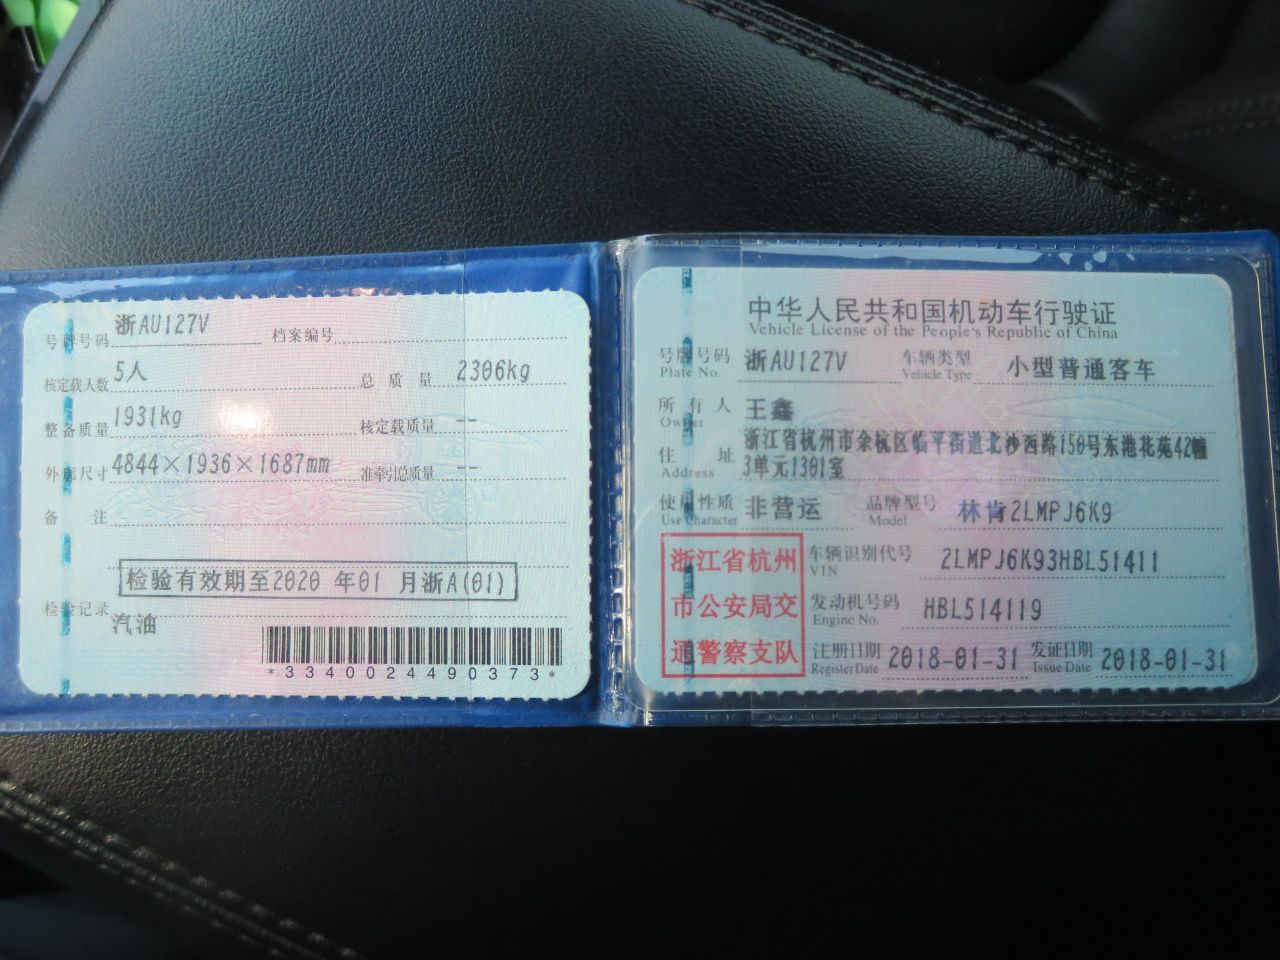 号牌号码 浙AU127V 档案编号
核定载人数 5人 总质量 2306kg
整备质量 1931kg 核定载质量 --
外廓尺寸 4844×1936×1687mm 准牵引总质量 --
备注
检验有效期至2020 年01 月浙A(01)
检验记录
汽油
*3340024490373*
中华人民共和国机动车行驶证
Vehicle License of the People's Republic of China
号牌号码 浙AU127V 车辆类型 小型普通客车
Plate No. Vehicle Type
所有人 王鑫
Owner
浙江省杭州市余杭区临平街道北沙西路150号东港花苑42幢
住址 3单元1301室
Address
使用性质 非营运 品牌型号 林肯2LMPJ6K9
Use Character Model
浙江省杭州
市公安局交
通警察支队
车辆识别代号 2LMPJ6K93HBL51411
VIN
发动机号码 HBL514119
Engine No.
注册日期 2018-01-31 发证日期 2018-01-31
Register Date Issue Date